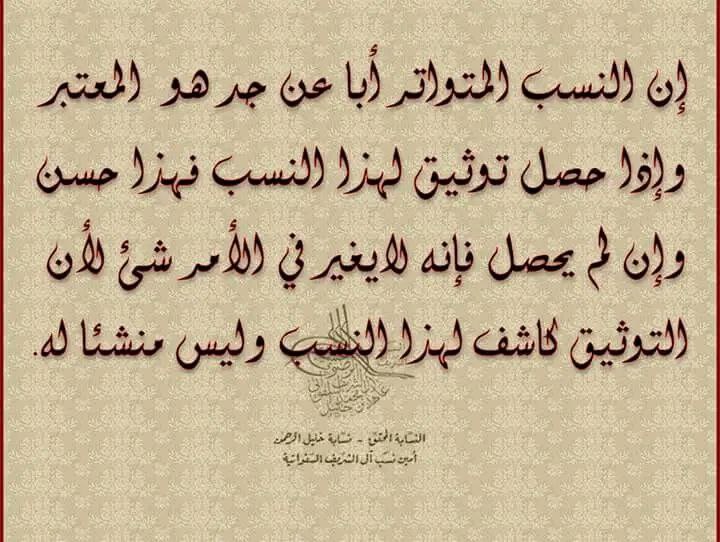 إن النسب المتواتر أبا عن جد هو المعتبر
وإذا حصل توثيق لهذا النسب فهذا حسن
وإن لم يحصل فإنه لايغير في الأمر شئ لأن
التوثيق كاشف لهذا النسب وليس منشئا له.
النسابة المحقق - نسابة خليل الرحمن
أمين نسب آل الشريف السفواتية